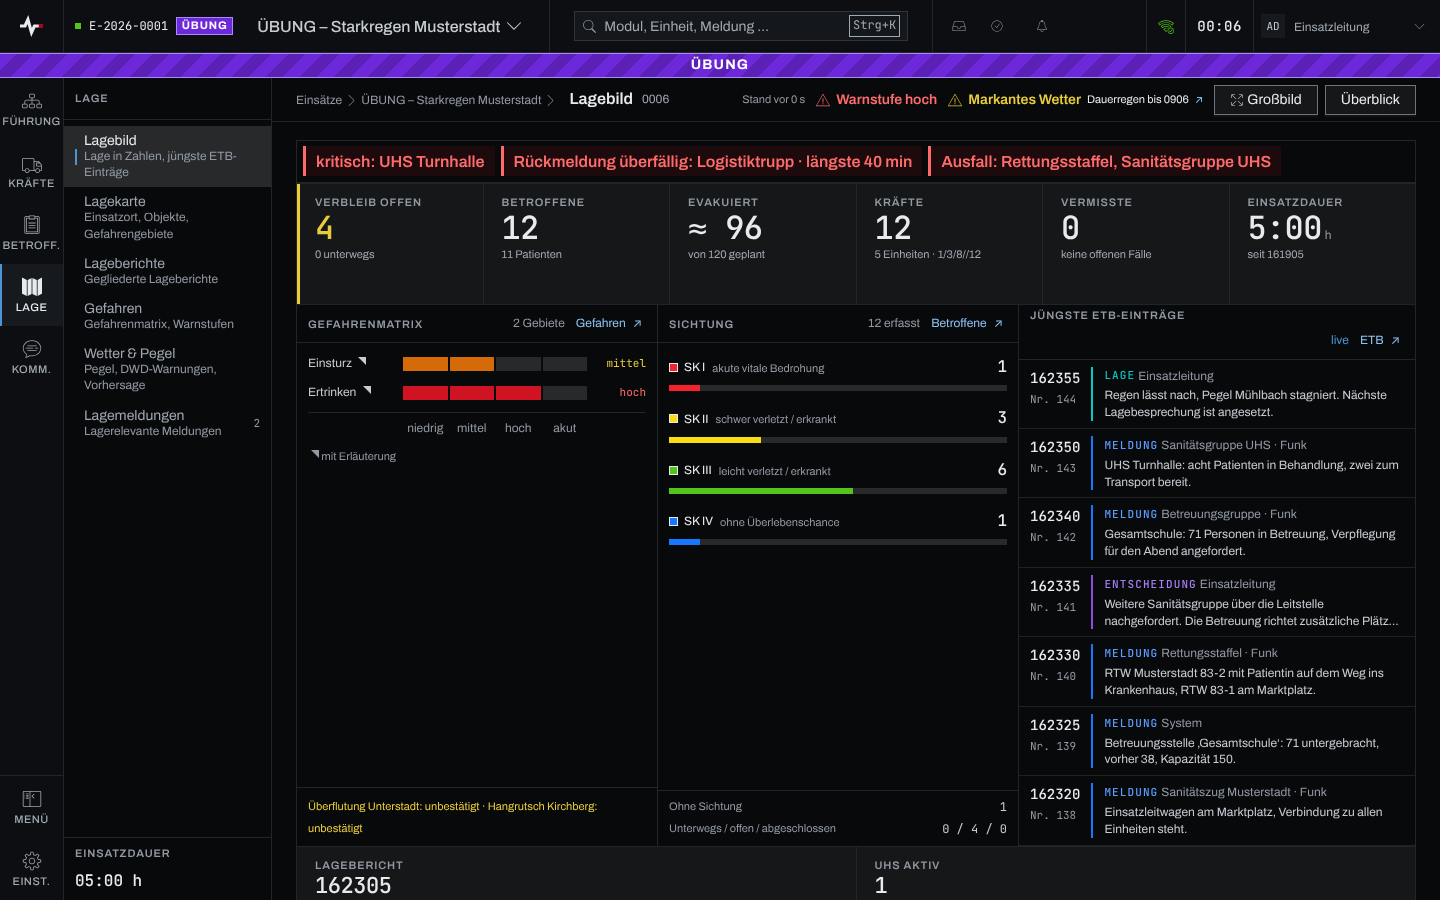 E-2026-0001 ÜBUNG
ÜBUNG – Starkregen Musterstadt
Modul, Einheit, Meldung ... Strg+K
00:06
AD Einsatzleitung
ÜBUNG
FÜHRUNG
KRÄFTE
BETROFF.
LAGE
KOMM.
MENÜ
EINST.
LAGE
Lagebild
Lage in Zahlen, jüngste ETB-
Einträge
Lagekarte
Einsatzort, Objekte,
Gefahrengebiete
Lageberichte
Gegliederte Lageberichte
Gefahren
Gefahrenmatrix, Warnstufen
Wetter & Pegel
Pegel, DWD-Warnungen,
Vorhersage
Lagemeldungen
Lagerelevante Meldungen 2
EINSATZDAUER
05:00 h
Einsätze ÜBUNG – Starkregen Musterstadt Lagebild 0006
Stand vor 0 s Warnstufe hoch Markantes Wetter Dauerregen bis 0906 ↗ Großbild Überblick
kritisch: UHS Turnhalle Rückmeldung überfällig: Logistiktrupp · längste 40 min Ausfall: Rettungsstaffel, Sanitätsgruppe UHS
VERBLEIB OFFEN
4
0 unterwegs
BETROFFENE
12
11 Patienten
EVAKUIERT
≈ 96
von 120 geplant
KRÄFTE
12
5 Einheiten · 1/3/8//12
VERMISSTE
0
keine offenen Fälle
EINSATZDAUER
5:00 h
seit 161905
GEFAHRENMATRIX 2 Gebiete Gefahren ↗
Einsturz mittel
Ertrinken hoch
niedrig mittel hoch akut
mit Erläuterung
Überflutung Unterstadt: unbestätigt · Hangrutsch Kirchberg:
unbestätigt
SICHTUNG 12 erfasst Betroffene ↗
SK I akute vitale Bedrohung 1
SK II schwer verletzt / erkrankt 3
SK III leicht verletzt / erkrankt 6
SK IV ohne Überlebenschance 1
Ohne Sichtung 1
Unterwegs / offen / abgeschlossen 0 / 4 / 0
JÜNGSTE ETB-EINTRÄGE
live ETB ↗
162355 LAGE Einsatzleitung
Nr. 144 Regen lässt nach, Pegel Mühlbach stagniert. Nächste
Lagebesprechung ist angesetzt.
162350 MELDUNG Sanitätsgruppe UHS · Funk
Nr. 143 UHS Turnhalle: acht Patienten in Behandlung, zwei zum
Transport bereit.
162340 MELDUNG Betreuungsgruppe · Funk
Nr. 142 Gesamtschule: 71 Personen in Betreuung, Verpflegung
für den Abend angefordert.
162335 ENTSCHEIDUNG Einsatzleitung
Nr. 141 Weitere Sanitätsgruppe über die Leitstelle
nachgefordert. Die Betreuung richtet zusätzliche Plätz...
162330 MELDUNG Rettungsstaffel · Funk
Nr. 140 RTW Musterstadt 83-2 mit Patientin auf dem Weg ins
Krankenhaus, RTW 83-1 am Marktplatz.
162325 MELDUNG System
Nr. 139 Betreuungsstelle ‚Gesamtschule‘: 71 untergebracht,
vorher 38, Kapazität 150.
162320 MELDUNG Sanitätszug Musterstadt · Funk
Nr. 138 Einsatzleitwagen am Marktplatz, Verbindung zu allen
Einheiten steht.
LAGEBERICHT
162305
UHS AKTIV
1